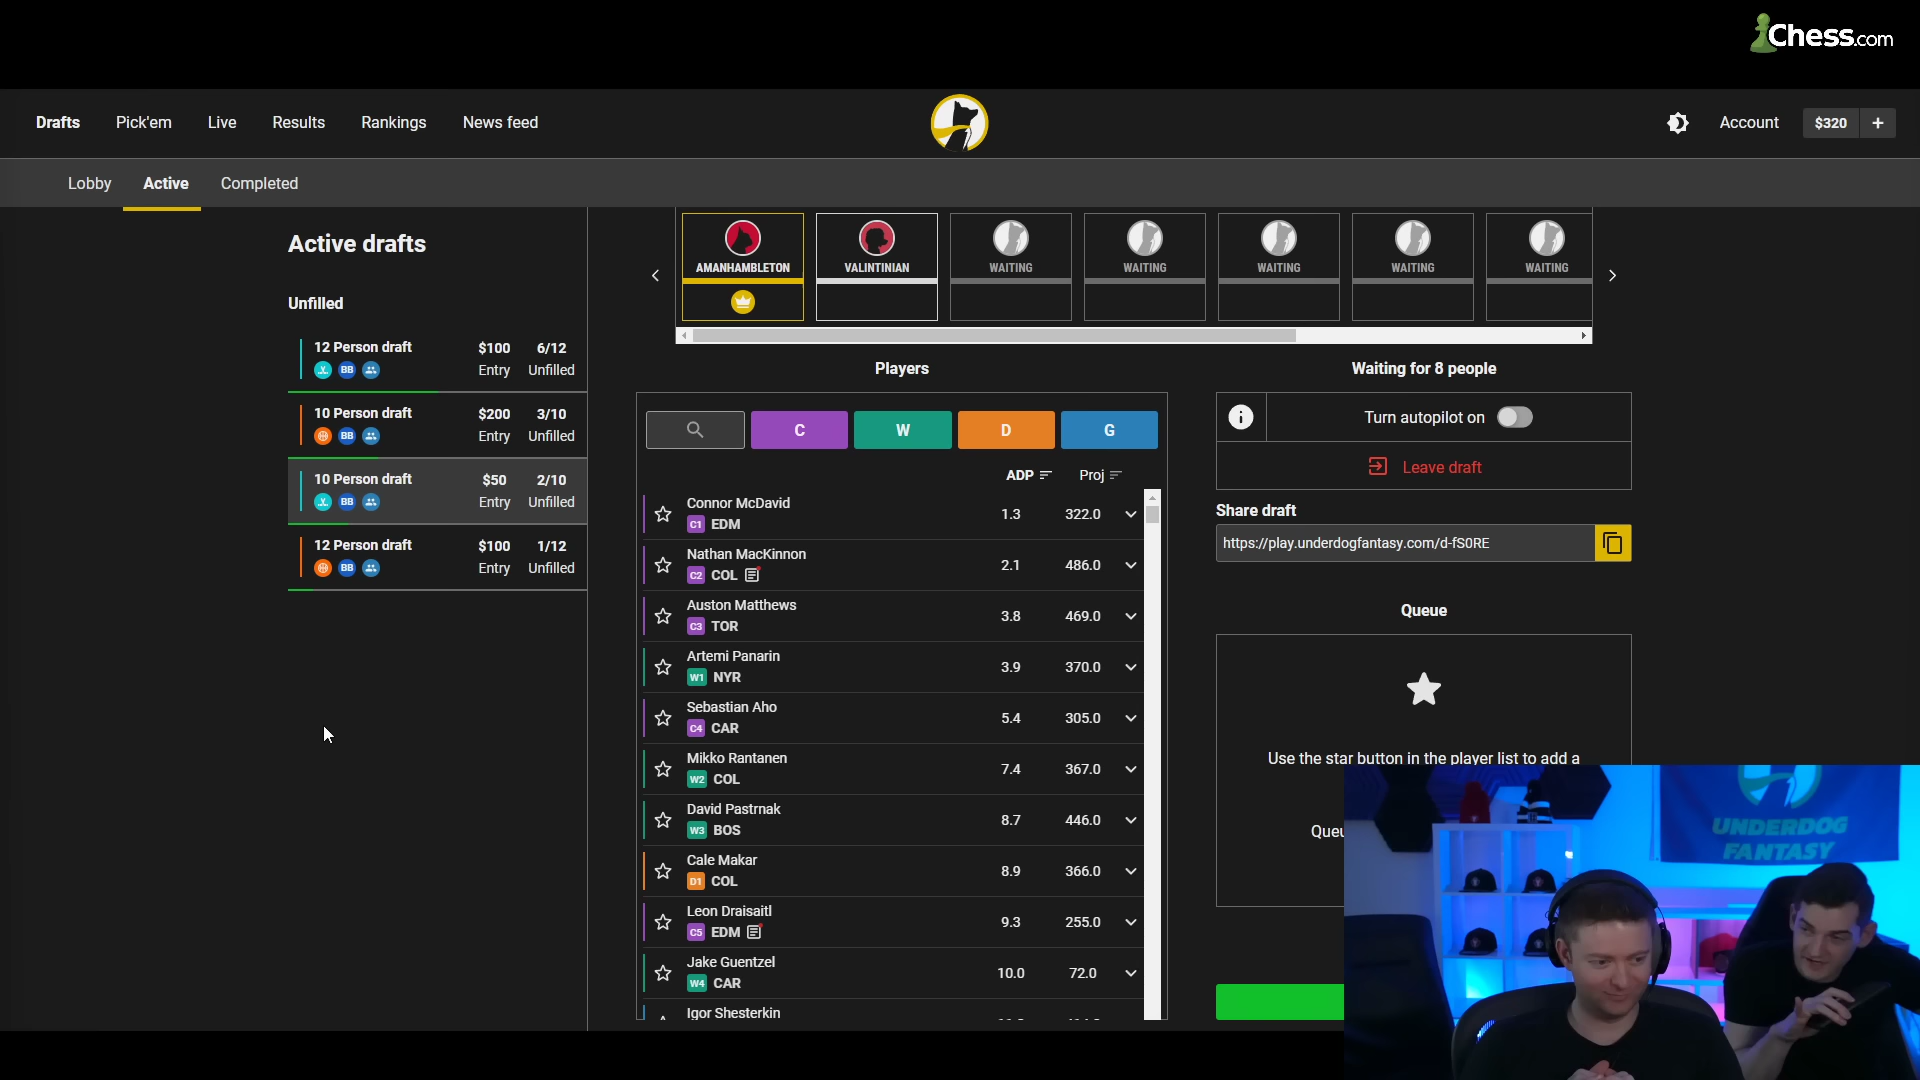 Chess.com
Drafts Pick'em Live Results Rankings News feed Account $320 +
Lobby Active Completed
Active drafts
Unfilled
12 Person draft $100 6/12
BB Entry Unfilled
10 Person draft $200 3/10
BB Entry Unfilled
10 Person draft $50 2/10
BB Entry Unfilled
12 Person draft $100 1/12
BB Entry Unfilled
AMANHAMBLETON VALINTINIAN WAITING WAITING WAITING WAITING WAITING
Players
C W D G
ADP Proj
Connor McDavid
C1 EDM 1.3 322.0
Nathan MacKinnon
C2 COL 2.1 486.0
Auston Matthews
C3 TOR 3.8 469.0
Artemi Panarin
W1 NYR 3.9 370.0
Sebastian Aho
C4 CAR 5.4 305.0
Mikko Rantanen
W2 COL 7.4 367.0
David Pastrnak
W3 BOS 8.7 446.0
Cale Makar
D1 COL 8.9 366.0
Leon Draisaitl
C5 EDM 9.3 255.0
Jake Guentzel
W4 CAR 10.0 72.0
Igor Shesterkin
Waiting for 8 people
Turn autopilot on
Leave draft
Share draft
https://play.underdogfantasy.com/d-fS0RE
Queue
Use the star button in the player list to add a
UNDERDOG
FANTASY